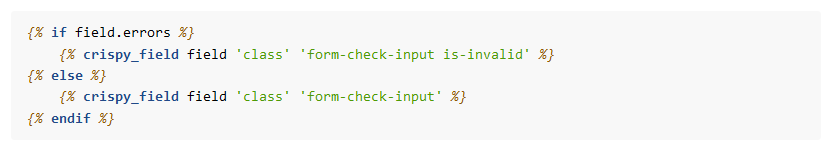 {% if field.errors %}
    {% crispy_field field 'class' 'form-check-input is-invalid' %}
{% else %}
    {% crispy_field field 'class' 'form-check-input' %}
{% endif %}